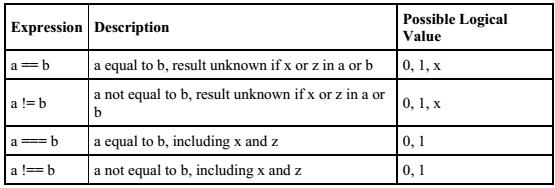 Expression Description Possible Logical
Value
a == b a equal to b, result unknown if x or z in a or b 0, 1, x
a != b a not equal to b, result unknown if x or z in a or 0, 1, x
b
a === b a equal to b, including x and z 0, 1
a !== b a not equal to b, including x and z 0, 1